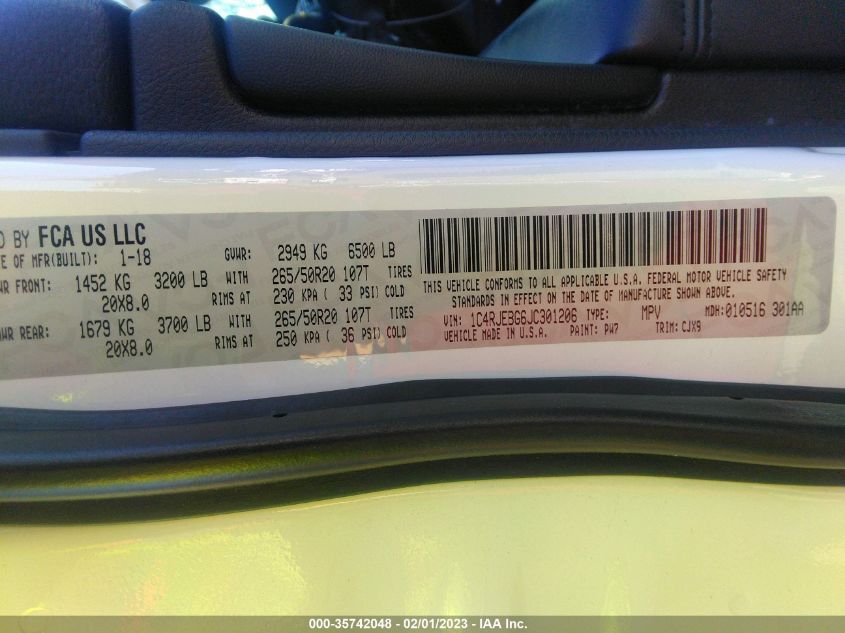 D BY FCA US LLC
E OF MFR(BUILT): 1-18
GVWR: 2949 KG 6500 LB
WR FRONT: 1452 KG 3200 LB WITH 265/50R20 107T TIRES
20X8.0 RIMS AT 230 KPA ( 33 PSI) COLD
WR REAR: 1679 KG 3700 LB WITH 265/50R20 107T TIRES
20X8.0 RIMS AT 250 KPA ( 36 PSI) COLD
THIS VEHICLE CONFORMS TO ALL APPLICABLE U.S.A. FEDERAL MOTOR VEHICLE SAFETY
STANDARDS IN EFFECT ON THE DATE OF MANUFACTURE SHOWN ABOVE.
VIN: 1C4RJEBG6JC301206 TYPE: MPV MDH: 010516 301AA
VEHICLE MADE IN U.S.A. PAINT: PW7 TRIM: CJX9
000-35742048 - 02/01/2023 - © IAA Inc.